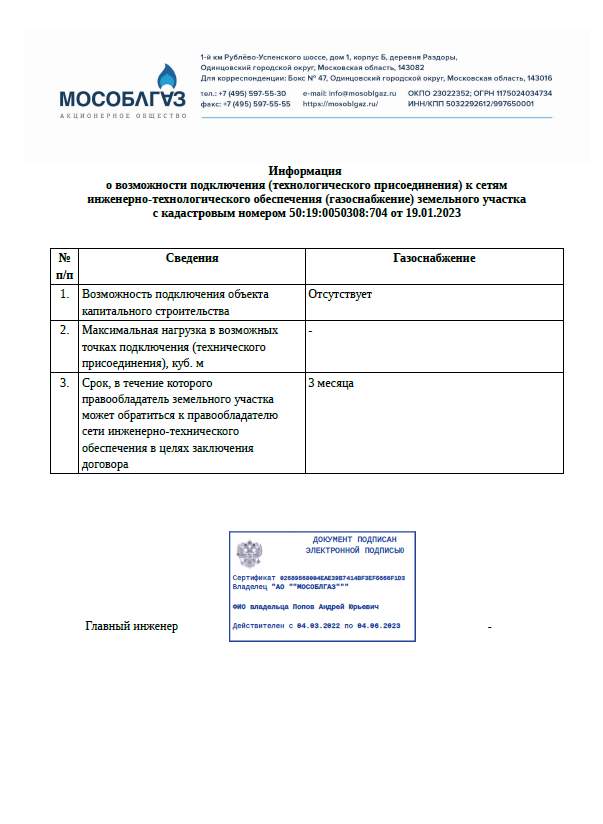 1-й км Рублёво-Успенского шоссе, дом 1, корпус Б, деревня Раздоры,
Одинцовский городской округ, Московская область, 143082
Для корреспонденции: Бокс № 47, Одинцовский городской округ, Московская область, 143016
тел.: +7 (495) 597-55-30 e-mail: info@mosoblgaz.ru ОКПО 23022352; ОГРН 1175024034734
факс: +7 (495) 597-55-55 https://mosoblgaz.ru/ ИНН/КПП 5032292612/997650001
МОСОБЛГАЗ
АКЦИОНЕРНОЕ ОБЩЕСТВО
Информация
о возможности подключения (технологического присоединения) к сетям
инженерно-технологического обеспечения (газоснабжение) земельного участка
с кадастровым номером 50:19:0050308:704 от 19.01.2023
№ п/п Сведения Газоснабжение
1. Возможность подключения объекта Отсутствует
капитального строительства
2. Максимальная нагрузка в возможных -
точках подключения (технического
присоединения), куб. м
3. Срок, в течение которого 3 месяца
правообладатель земельного участка
может обратиться к правообладателю
сети инженерно-технического
обеспечения в целях заключения
договора
ДОКУМЕНТ ПОДПИСАН
ЭЛЕКТРОННОЙ ПОДПИСЬЮ
Сертификат
Владелец "АО ""МОСОБЛГАЗ"""
ФИО владельца Попов Андрей Юрьевич
Действителен с 04.03.2022 по 04.06.2023
Главный инженер -